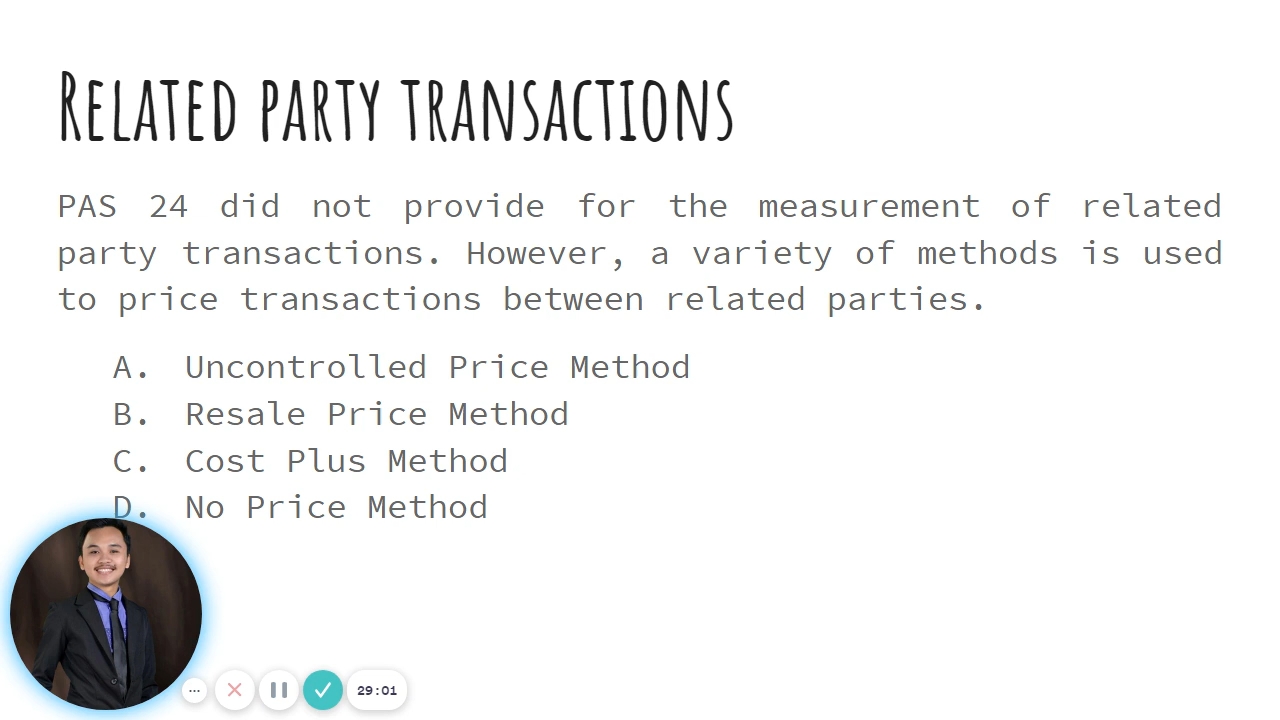 RELATED PARTY TRANSACTIONS
PAS 24 did not provide for the measurement of related
party transactions. However, a variety of methods is used
to price transactions between related parties.
A. Uncontrolled Price Method
B. Resale Price Method
C. Cost Plus Method
D. No Price Method
29:01